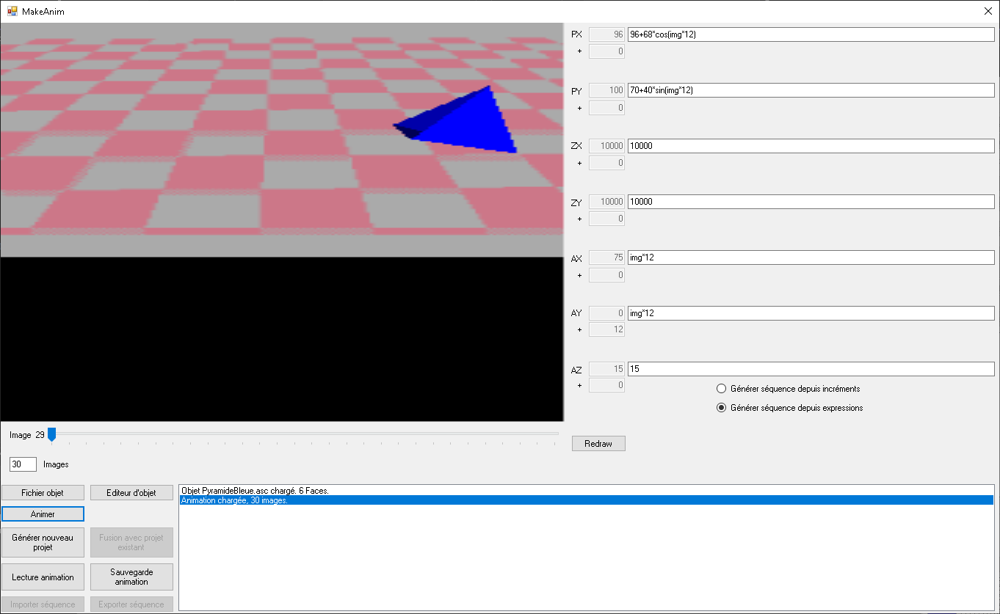 MakeAnim
PX 96 96+68*cos(img*12)
+ 0
PY 100 70+40*sin(img*12)
+ 0
ZX 10000 10000
+ 0
ZY 10000 10000
+ 0
AX 75 img*12
+ 0
AY 0 img*12
+ 12
AZ 15 15
+ 0
Générer séquence depuis incréments
Générer séquence depuis expressions
Image 29
Redraw
30 Images
Fichier objet
Editeur d'objet
Animer
Générer nouveau
projet
Fusion avec projet
existant
Lecture animation
Sauvegarde
animation
Importer séquence
Exporter séquence
Objet PyramideBleue.asc chargé. 6 Faces.
Animation chargée, 30 images.